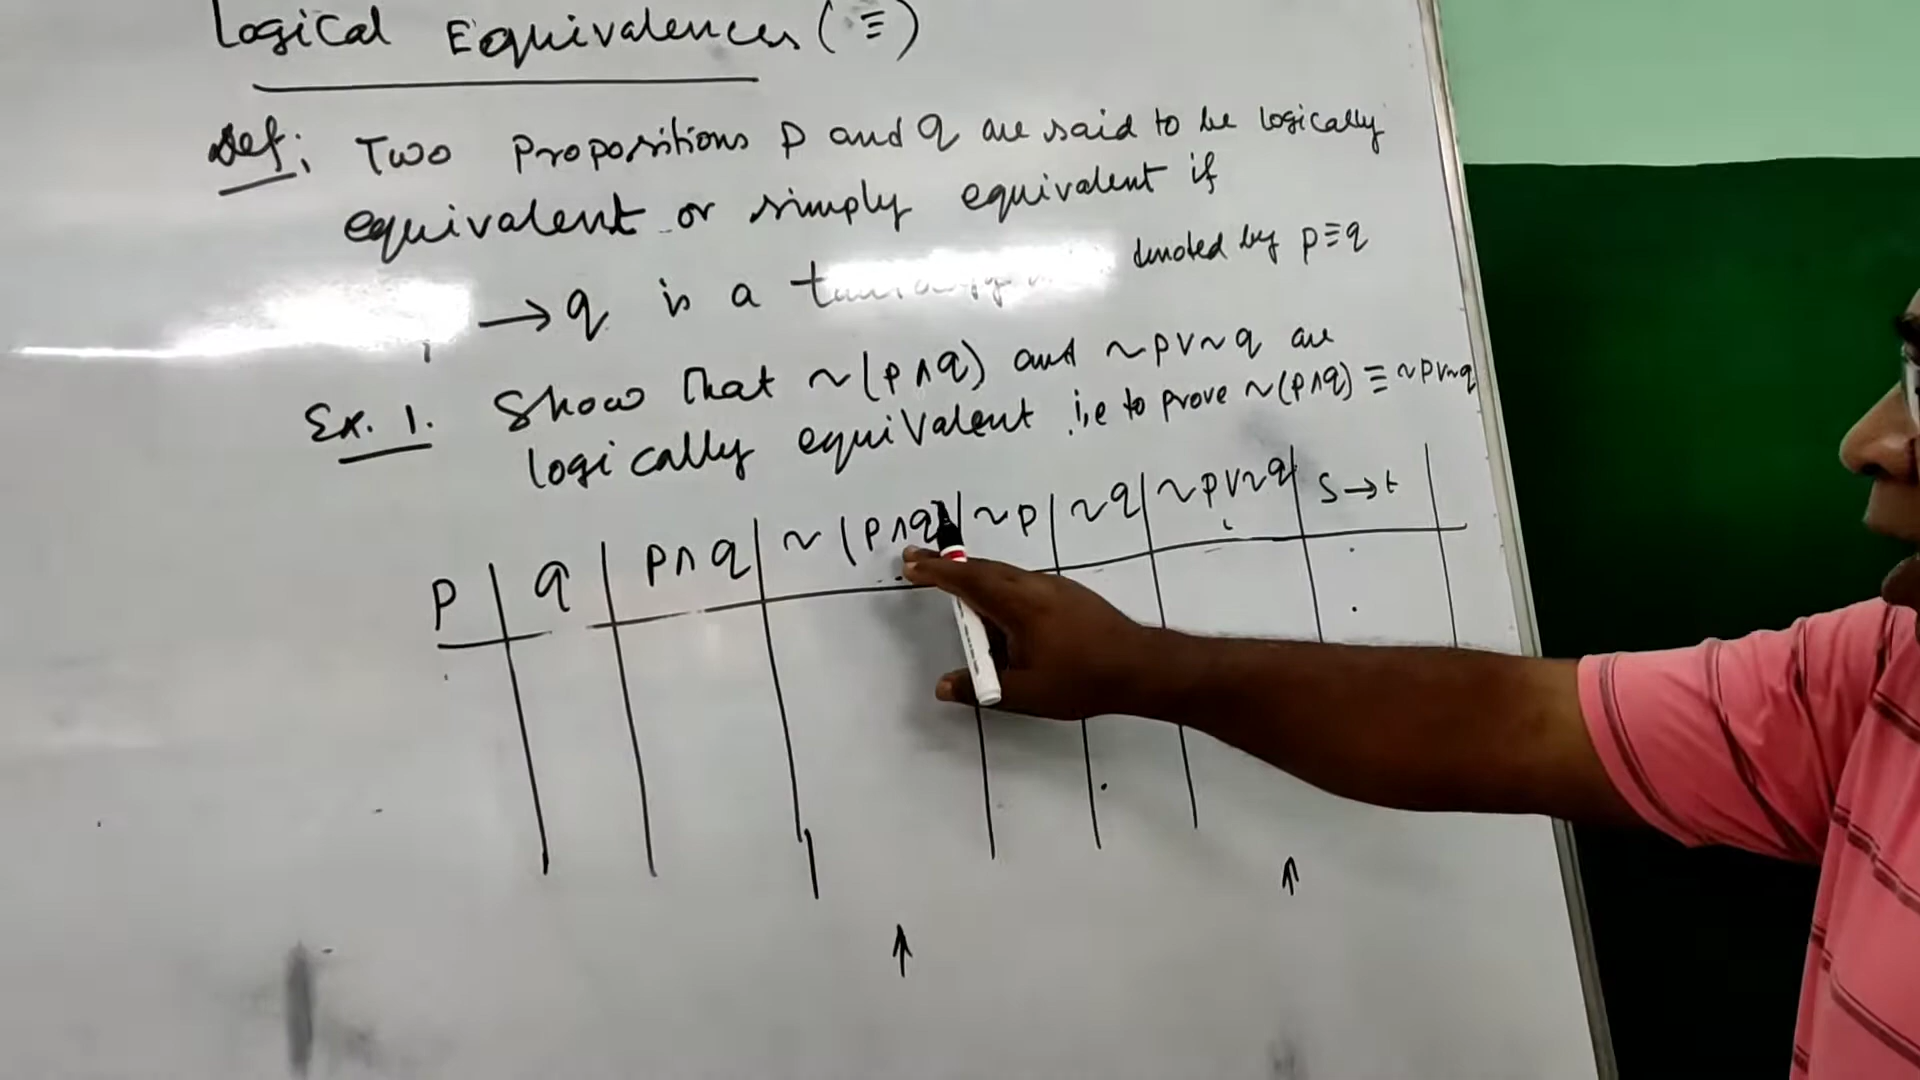 Logical Equivalences (≡)
Def: Two Propositions p and q are said to be logically
equivalent or simply equivalent if
→ q is a denoted by p≡q
Ex. 1. Show that ~(p∧q) and ~p∨~q are
logically equivalent i,e to prove ~(p∧q) ≡ ~p∨~q
p q p∧q ~(p∧q) ~p ~q ~p∨~q s→t